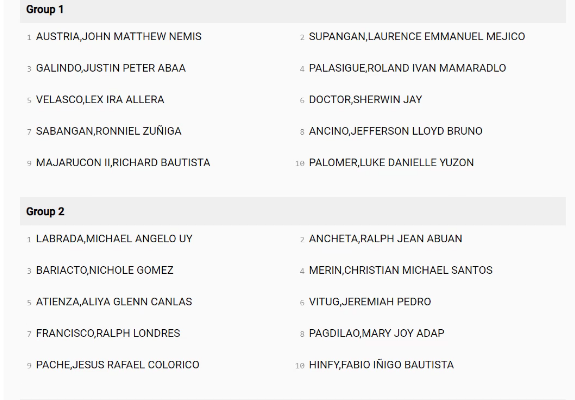 Group 1
1 AUSTRIA,JOHN MATTHEW NEMIS
2 SUPANGAN,LAURENCE EMMANUEL MEJICO
3 GALINDO,JUSTIN PETER ABAA
4 PALASIGUE,ROLAND IVAN MAMARADLO
5 VELASCO,LEX IRA ALLERA
6 DOCTOR,SHERWIN JAY
7 SABANGAN,RONNIEL ZUÑIGA
8 ANCINO,JEFFERSON LLOYD BRUNO
9 MAJARUCON II,RICHARD BAUTISTA
10 PALOMER,LUKE DANIELLE YUZON
Group 2
1 LABRADA,MICHAEL ANGELO UY
2 ANCHETA,RALPH JEAN ABUAN
3 BARIACTO,NICHOLE GOMEZ
4 MERIN,CHRISTIAN MICHAEL SANTOS
5 ATIENZA,ALIYA GLENN CANLAS
6 VITUG,JEREMIAH PEDRO
7 FRANCISCO,RALPH LONDRES
8 PAGDILAO,MARY JOY ADAP
9 PACHE,JESUS RAFAEL COLORICO
10 HINFY,FABIO IÑIGO BAUTISTA